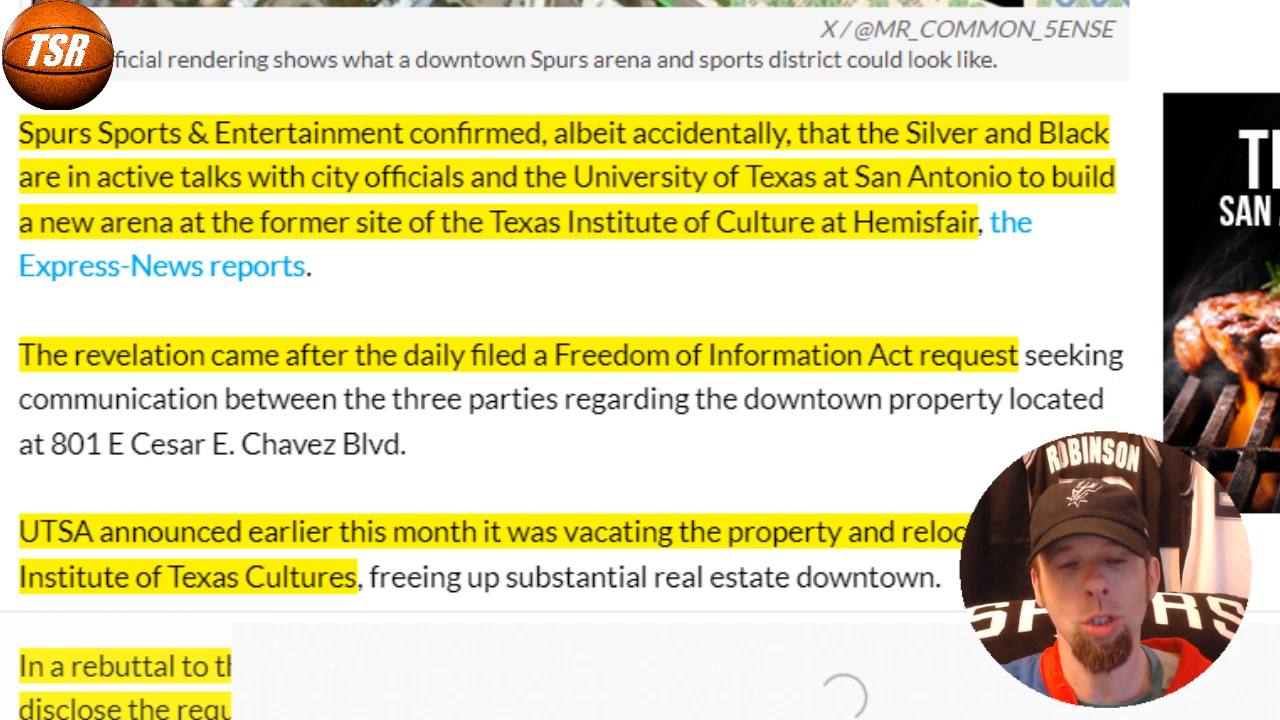 TSR
X / @MR_COMMON_5ENSE
ficial rendering shows what a downtown Spurs arena and sports district could look like.
Spurs Sports & Entertainment confirmed, albeit accidentally, that the Silver and Black
are in active talks with city officials and the University of Texas at San Antonio to build
a new arena at the former site of the Texas Institute of Culture at Hemisfair, the
Express-News reports.
The revelation came after the daily filed a Freedom of Information Act request seeking
communication between the three parties regarding the downtown property located
at 801 E Cesar E. Chavez Blvd.
UTSA announced earlier this month it was vacating the property and
Institute of Texas Cultures, freeing up substantial real estate downtown.
In a rebuttal to
disclose the
SAN
ROBINSON